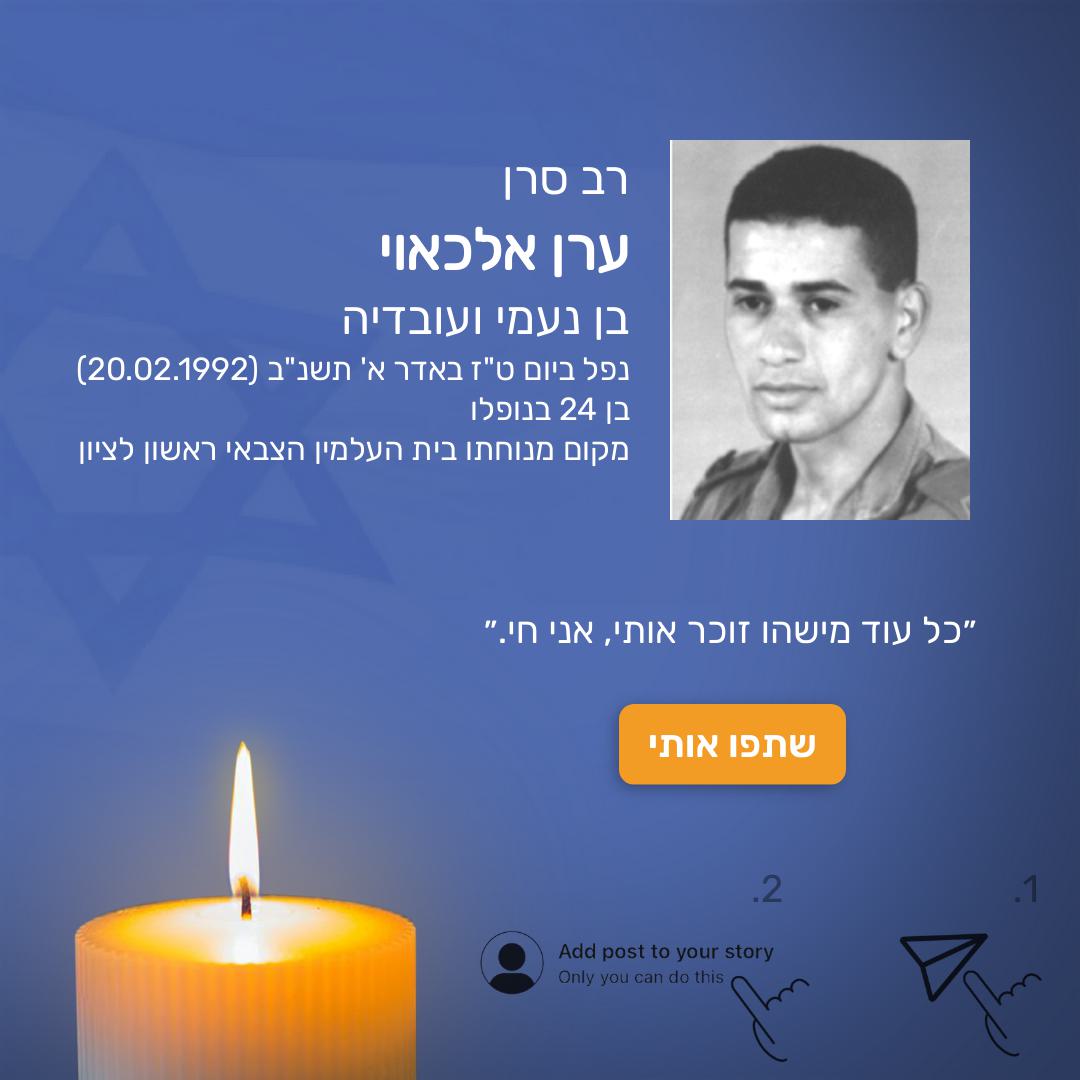 רב סרן
ערן אלכאוי
בן נעמי ועובדיה
נפל ביום ט"ז באדר א' תשנ"ב (20.02.1992)
בן 24 בנופלו
מקום מנוחתו בית העלמין הצבאי ראשון לציון
״כל עוד מישהו זוכר אותי, אני חי.״
שתפו אותי
1.
2.
Add post to your story
Only you can do this